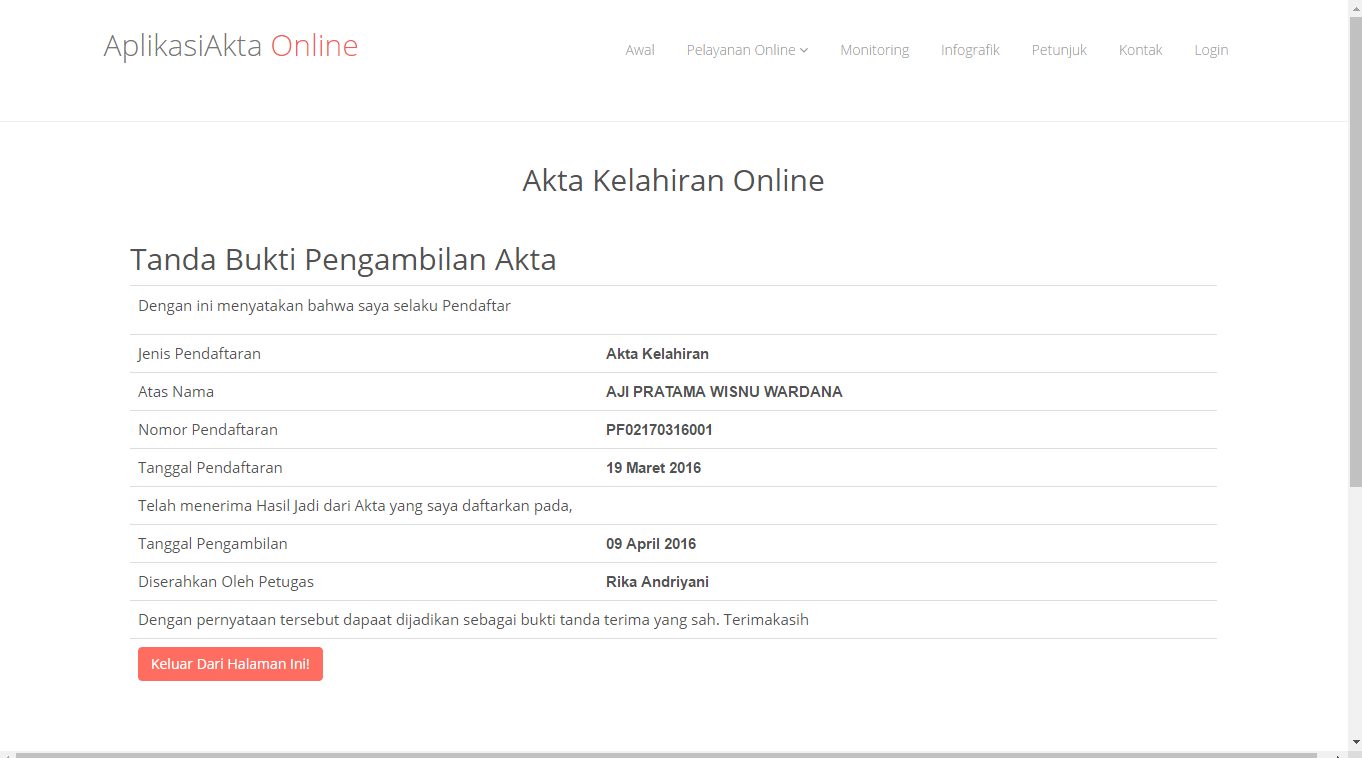 AplikasiAkta Online
Awal Pelayanan Online Monitoring Infografik Petunjuk Kontak Login
Akta Kelahiran Online
Tanda Bukti Pengambilan Akta
Dengan ini menyatakan bahwa saya selaku Pendaftar
Jenis Pendaftaran Akta Kelahiran
Atas Nama AJI PRATAMA WISNU WARDANA
Nomor Pendaftaran PF02170316001
Tanggal Pendaftaran 19 Maret 2016
Telah menerima Hasil Jadi dari Akta yang saya daftarkan pada,
Tanggal Pengambilan 09 April 2016
Diserahkan Oleh Petugas Rika Andriyani
Dengan pernyataan tersebut dapaat dijadikan sebagai bukti tanda terima yang sah. Terimakasih
Keluar Dari Halaman Ini!